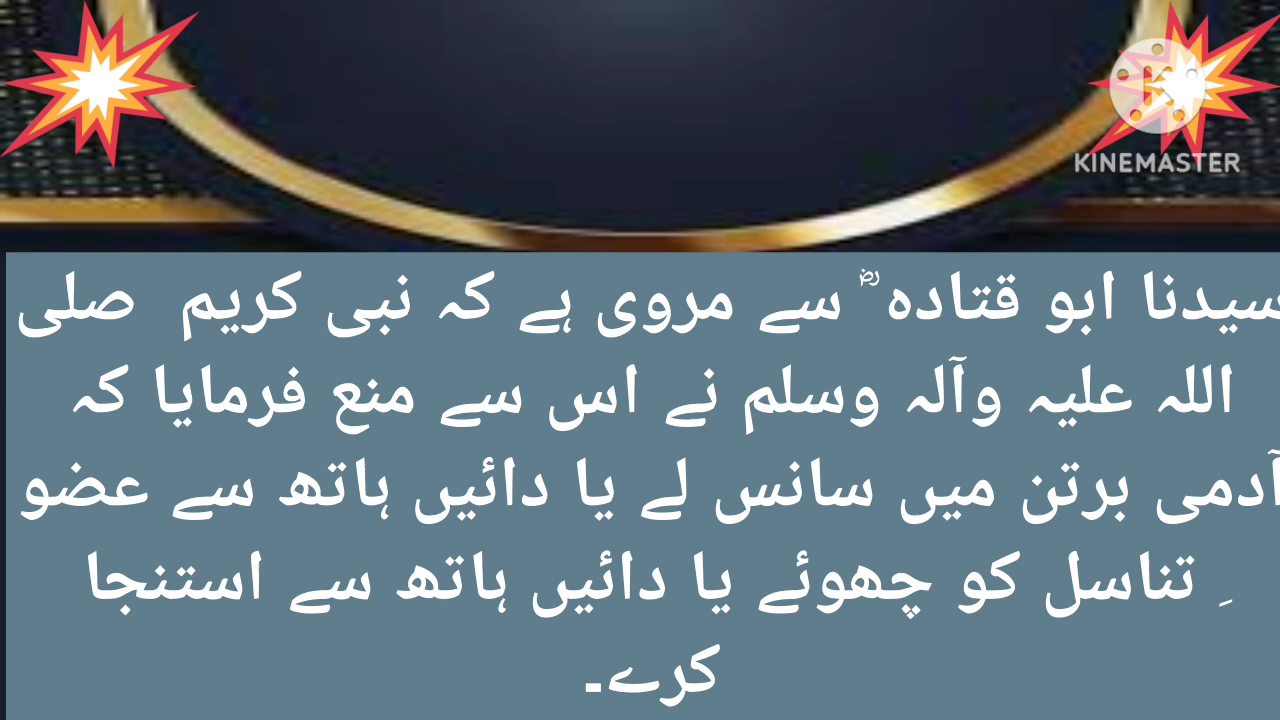 KINEMASTER
سیدنا ابو قتادہ ؓ سے مروی ہے کہ نبی کریم صلی
اللہ علیہ وآلہ وسلم نے اس سے منع فرمایا کہ
آدمی برتن میں سانس لے یا دائیں ہاتھ سے عضو
ِ تناسل کو چھوئے یا دائیں ہاتھ سے استنجا
کرے۔